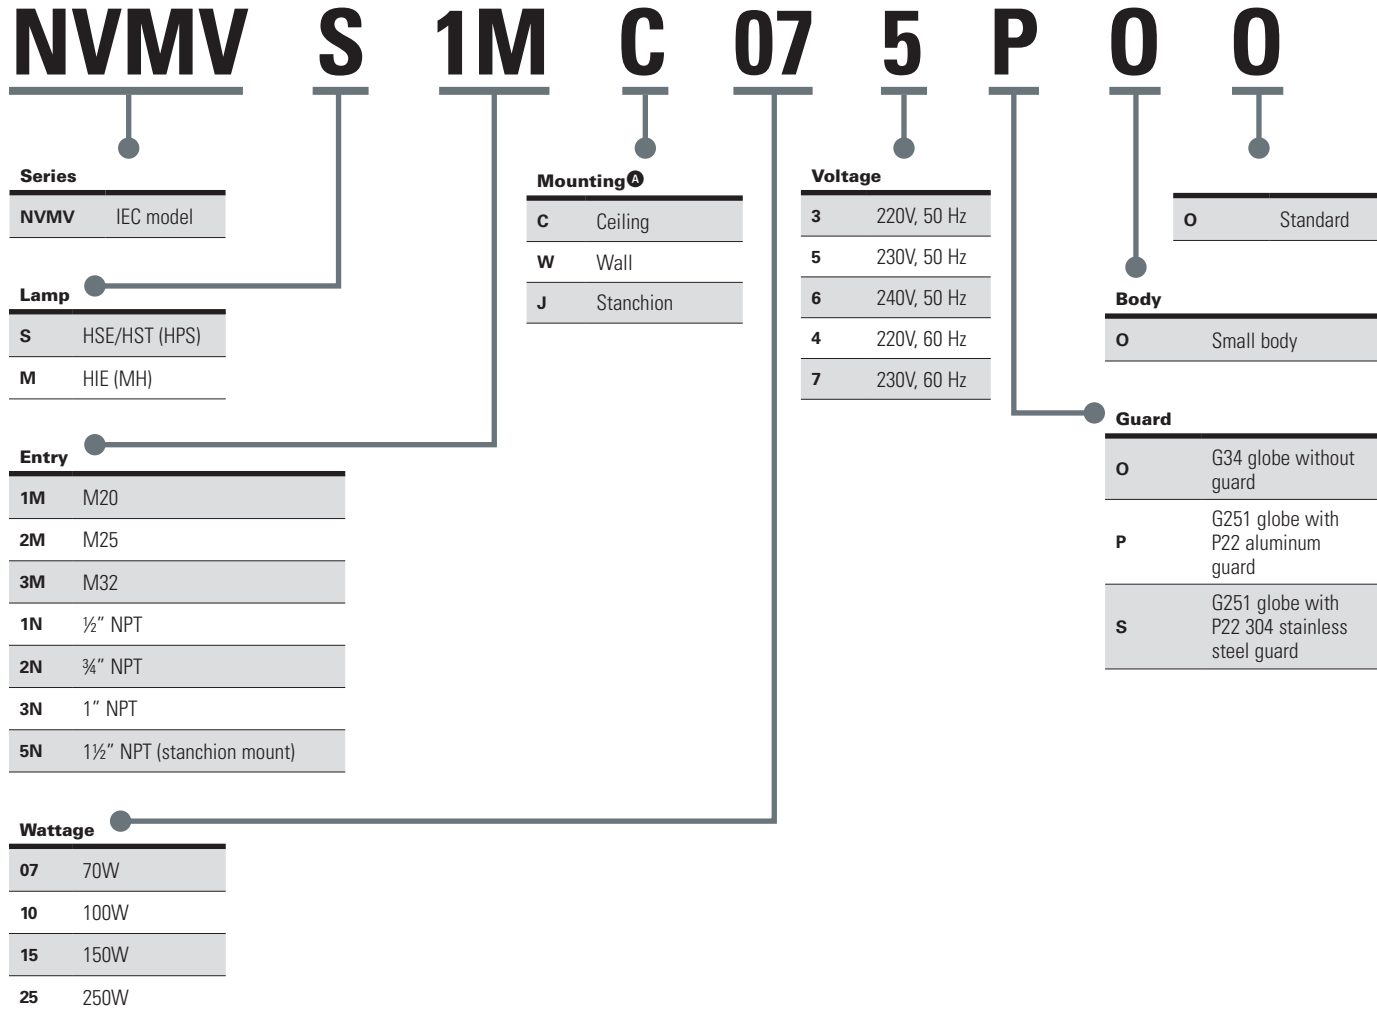 NVMV S 1M C 07 5 P O O
Series
NVMV IEC model
Lamp
S HSE/HST (HPS)
M HIE (MH)
Entry
1M M20
2M M25
3M M32
1N ½” NPT
2N ¾” NPT
3N 1” NPT
5N 1½” NPT (stanchion mount)
Wattage
07 70W
10 100W
15 150W
25 250W
Mounting A
C Ceiling
W Wall
J Stanchion
Voltage
3 220V, 50 Hz
5 230V, 50 Hz
6 240V, 50 Hz
4 220V, 60 Hz
7 230V, 60 Hz
O Standard
Body
O Small body
Guard
O G34 globe without
guard
P G251 globe with
P22 aluminum
guard
S G251 globe with
P22 304 stainless
steel guard